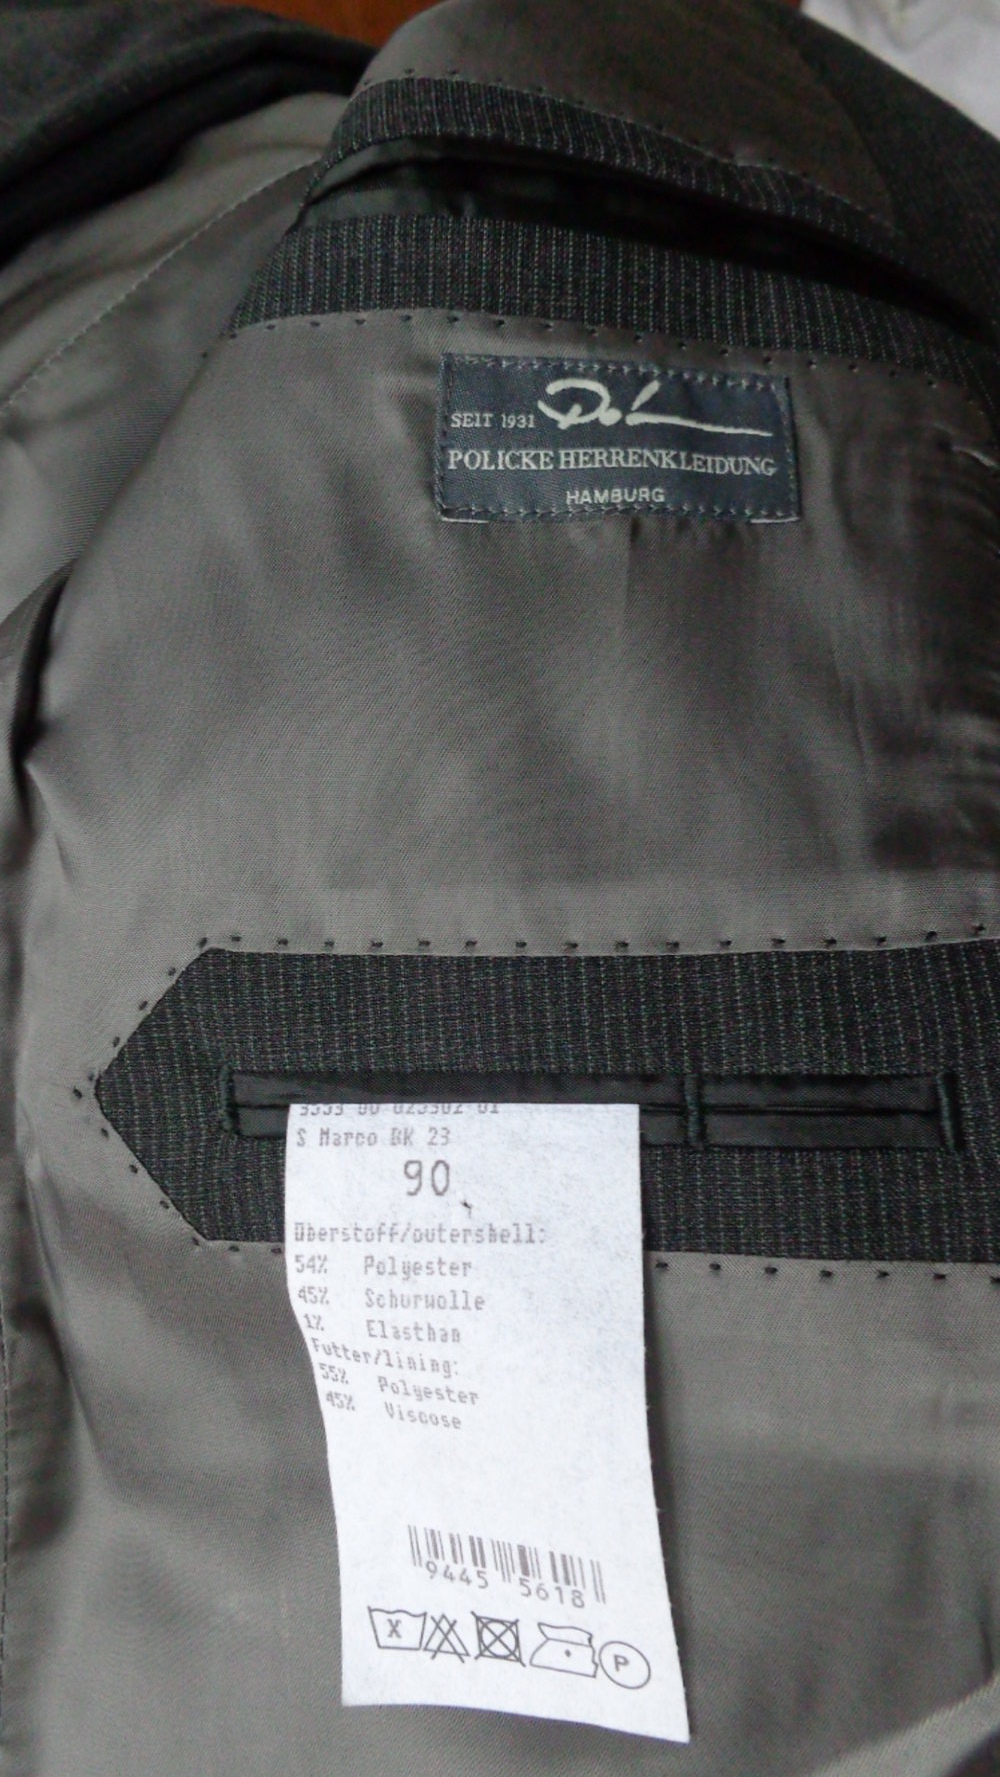 SEIT 1931
POLICKE HERRENKLEIDUNG
HAMBURG
S Marco BK 23
90
Oberstoff/outershell:
54% Polyester
45% Schurwolle
1% Elasthan
Futter/lining:
55% Polyester
45% Viscose
9445 5618
X
P